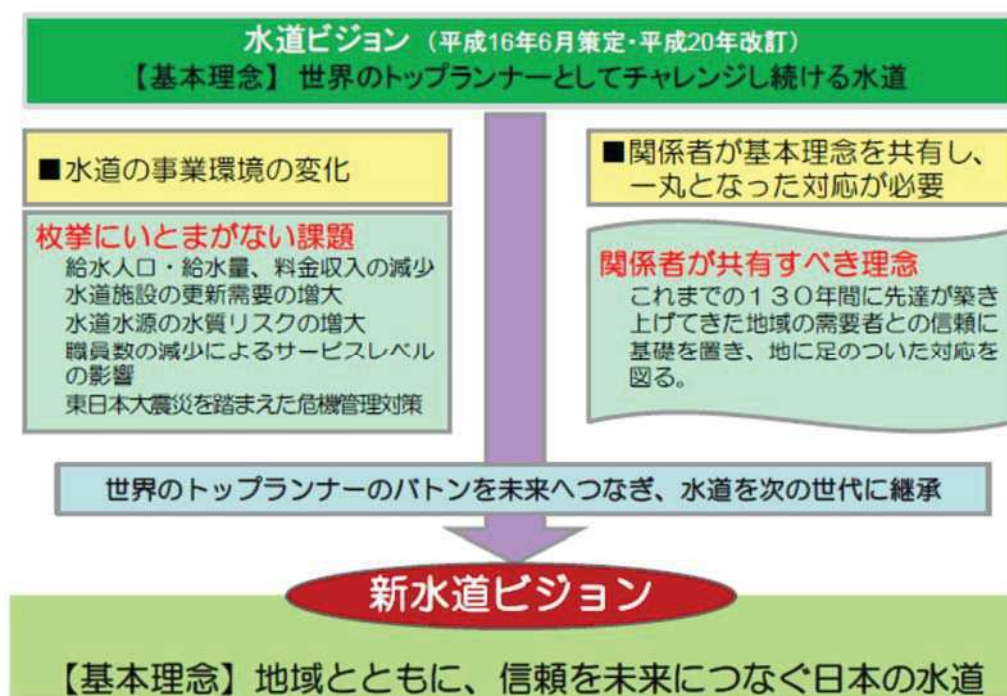 水道ビジョン（平成16年6月策定・平成20年改訂）
【基本理念】世界のトップランナーとしてチャレンジし続ける水道
■水道の事業環境の変化
枚挙にいとまがない課題
給水人口・給水量、料金収入の減少
水道施設の更新需要の増大
水道水源の水質リスクの増大
職員数の減少によるサービスレベル
の影響
東日本大震災を踏まえた危機管理対策
■関係者が基本理念を共有し、
一丸となった対応が必要
関係者が共有すべき理念
これまでの１３０年間に先達が築き
上げてきた地域の需要者との信頼に
基礎を置き、地に足のついた対応を
図る。
世界のトップランナーのバトンを未来へつなぎ、水道を次の世代に継承
新水道ビジョン
【基本理念】地域とともに、信頼を未来につなぐ日本の水道